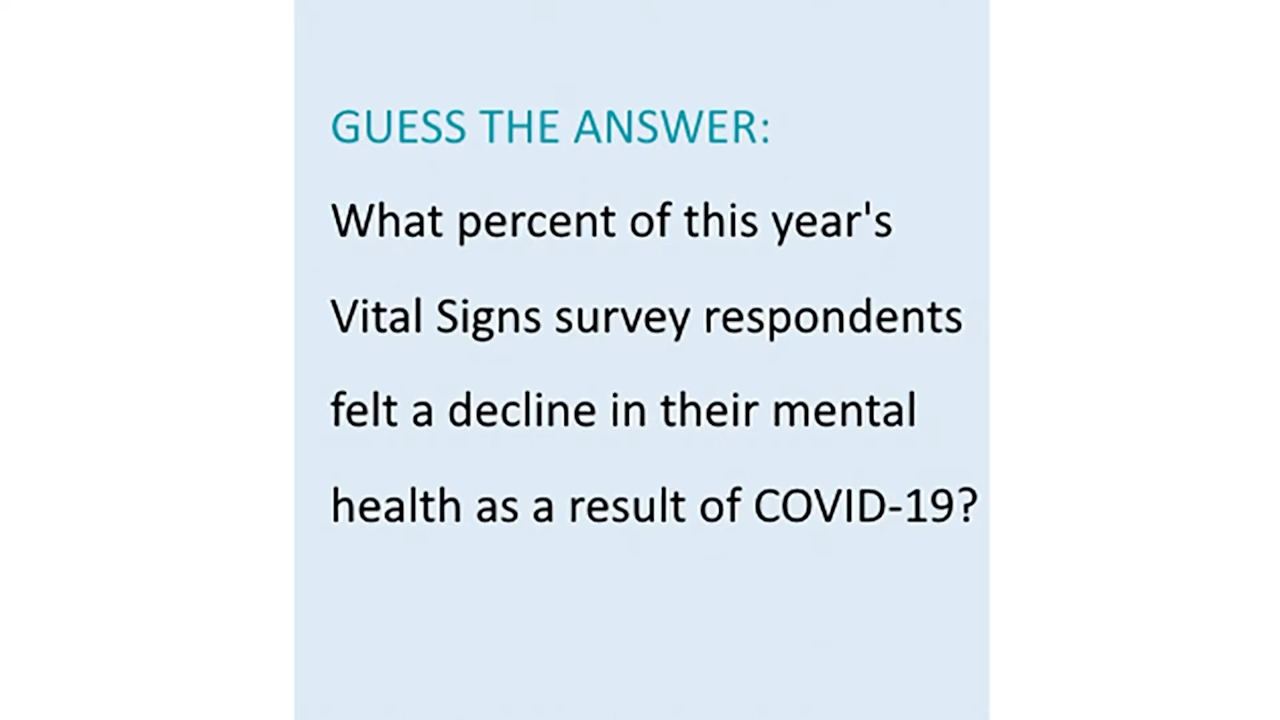 GUESS THE ANSWER:
What percent of this year's
Vital Signs survey respondents
felt a decline in their mental
health as a result of COVID-19?